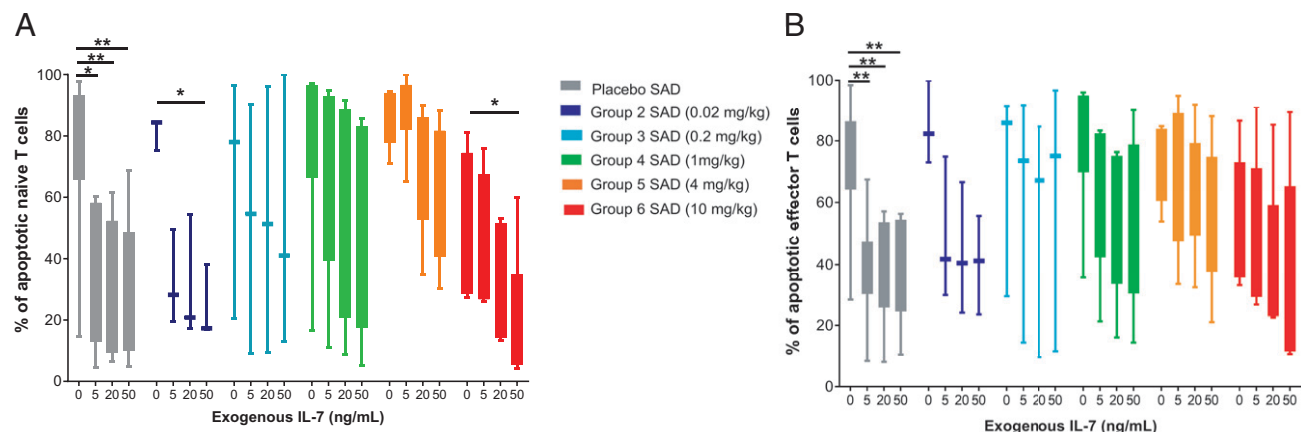 A
B
**
**
*
*
*
**
**
**
100
80
60
40
20
0
% of apoptotic naive T cells
0 5 20 50 0 5 20 50 0 5 20 50 0 5 20 50 0 5 20 50 0 5 20 50
Exogenous IL-7 (ng/mL)
Placebo SAD
Group 2 SAD (0.02 mg/kg)
Group 3 SAD (0.2 mg/kg)
Group 4 SAD (1mg/kg)
Group 5 SAD (4 mg/kg)
Group 6 SAD (10 mg/kg)
100
80
60
40
20
0
% of apoptotic effector T cells
0 5 20 50 0 5 20 50 0 5 20 50 0 5 20 50 0 5 20 50 0 5 20 50
Exogenous IL-7 (ng/mL)